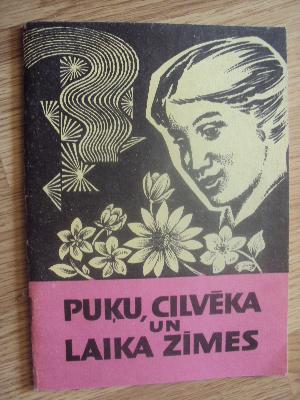 PUĶU, CILVĒKA
UN
LAIKA ZĪMES